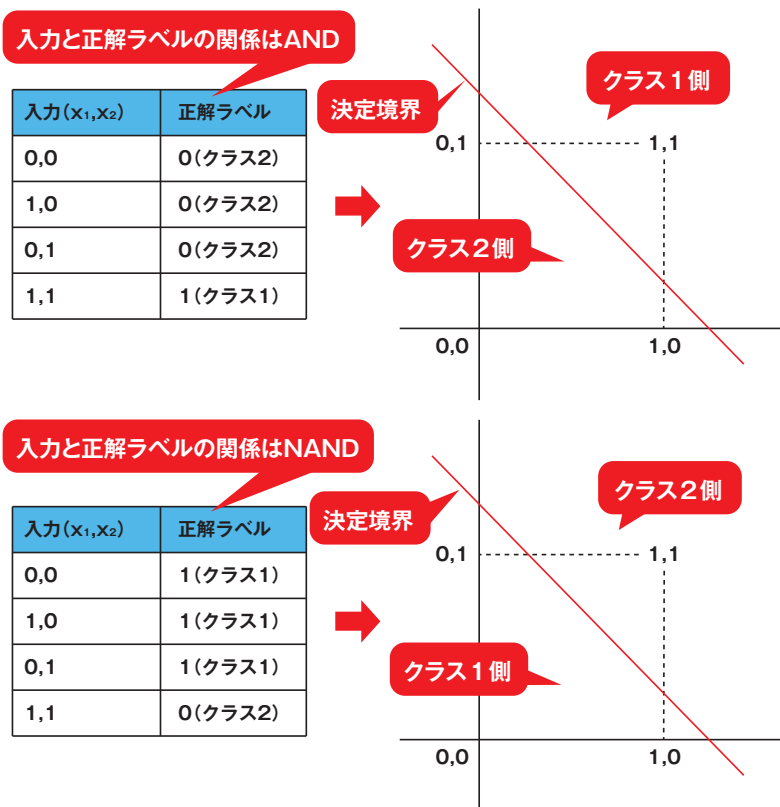 入力と正解ラベルの関係はAND
入力(x₁,x₂) 正解ラベル
0,0 0(クラス2)
1,0 0(クラス2)
0,1 0(クラス2)
1,1 1(クラス1)
決定境界
クラス1側
0,1 1,1
クラス2側
0,0 1,0
入力と正解ラベルの関係はNAND
入力(x₁,x₂) 正解ラベル
0,0 1(クラス1)
1,0 1(クラス1)
0,1 1(クラス1)
1,1 0(クラス2)
決定境界
クラス2側
0,1 1,1
クラス1側
0,0 1,0